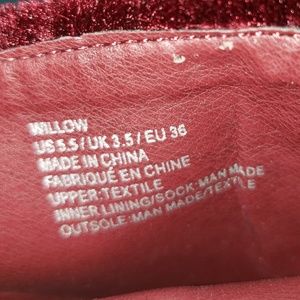 WILLOW
US 5.5 / UK 3.5 / EU 36
MADE IN CHINA
FABRIQUÉ EN CHINE
UPPER: TEXTILE
INNER LINING/SOCK: MAN MADE/TEXTILE
OUTSOLE: MAN MADE